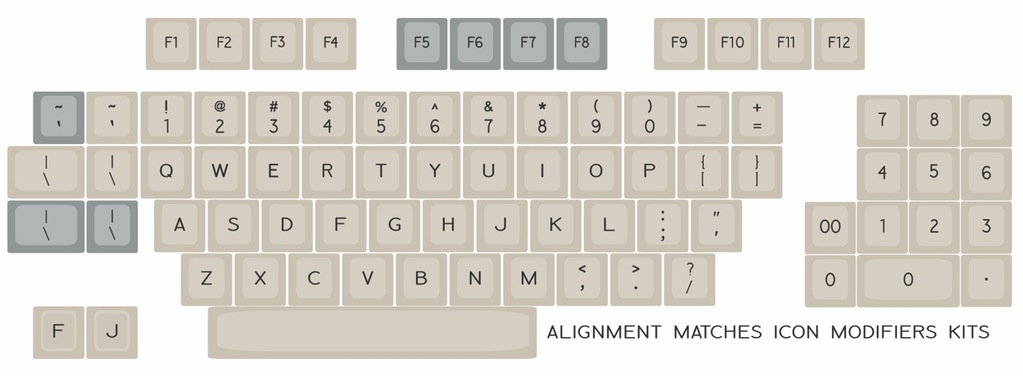 F1 F2 F3 F4 F5 F6 F7 F8 F9 F10 F11 F12
~ ~ ! @ # $ % ^ & * ( ) — +
' ' 1 2 3 4 5 6 7 8 9 0 - =
7 8 9
| | Q W E R T Y U I O P { }
\ \ [ ]
4 5 6
| | A S D F G H J K L : "
\ \ ; '
00 1 2 3
Z X C V B N M < > ?
, . /
0 0 .
F J
ALIGNMENT MATCHES ICON MODIFIERS KITS